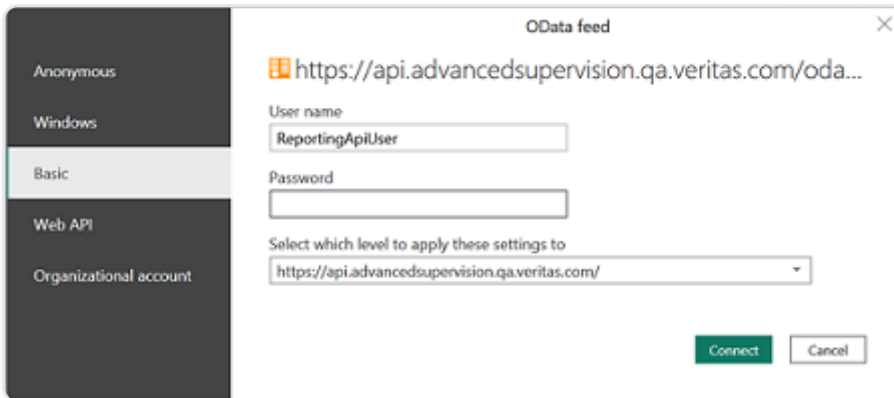 OData feed
Anonymous
Windows
Basic
Web API
Organizational account
https://api.advancedsupervision.qa.veritas.com/oda...
User name
ReportingApiUser
Password
Select which level to apply these settings to
https://api.advancedsupervision.qa.veritas.com/
Connect
Cancel